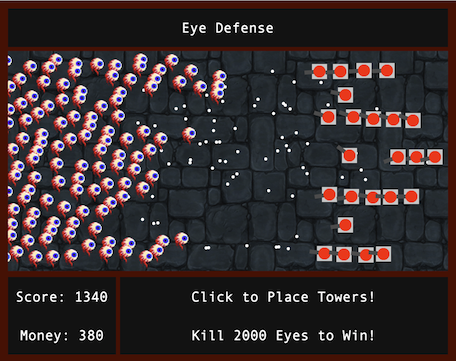 Eye Defense
Score: 1340
Click to Place Towers!
Money: 380
Kill 2000 Eyes to Win!